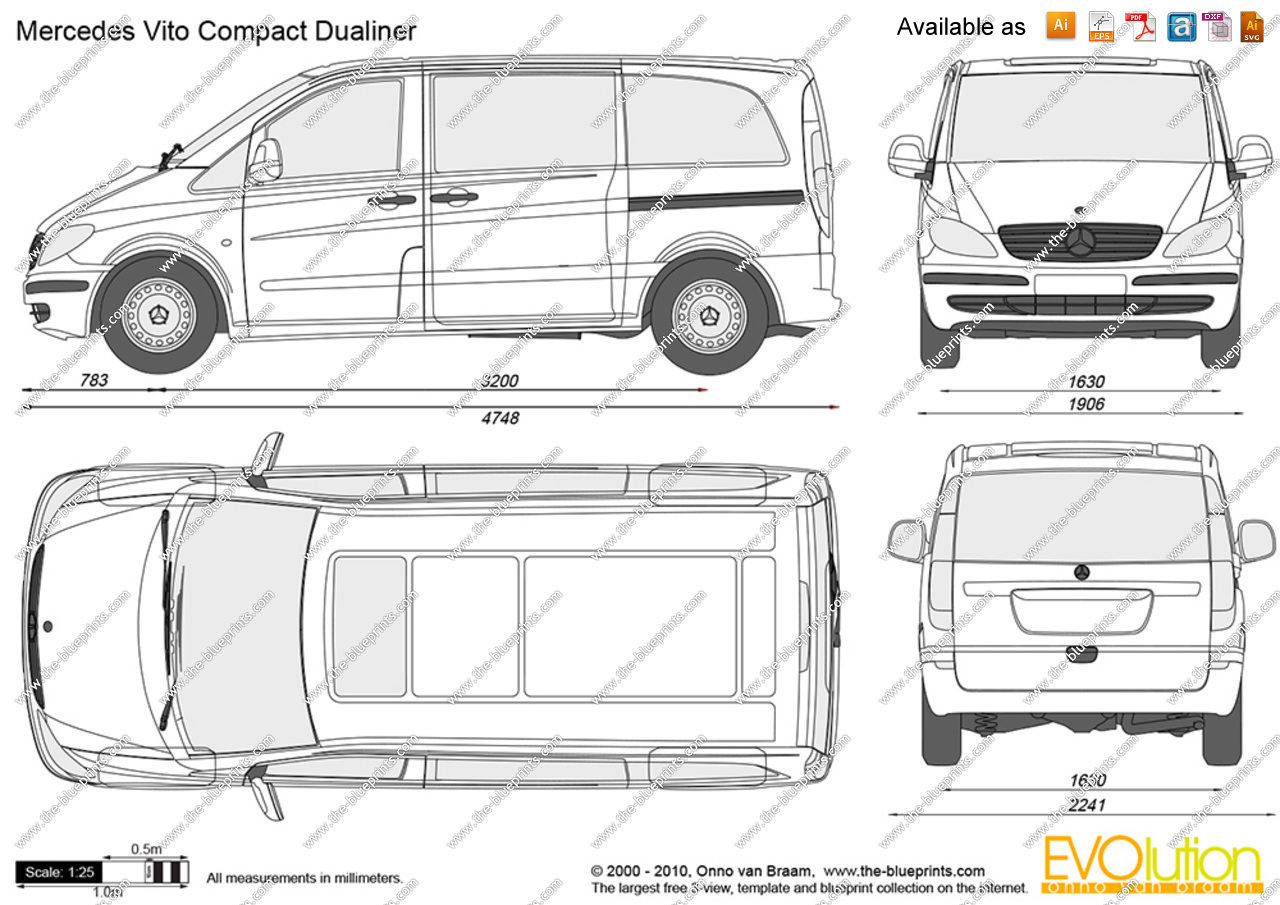 Mercedes Vito Compact Dualiner
Available as
Ai
EPS
PDF
a
DXF
Ai
SVG
www.the-blueprints.com
783
3200
4748
1630
1906
1630
2241
0.5m
Scale: 1:25
1.0m
All measurements in millimeters.
© 2000 - 2010, Onno van Braam, www.the-blueprints.com
The largest free of view, template and blueprint collection on the internet.
EVOlution
onno van braam